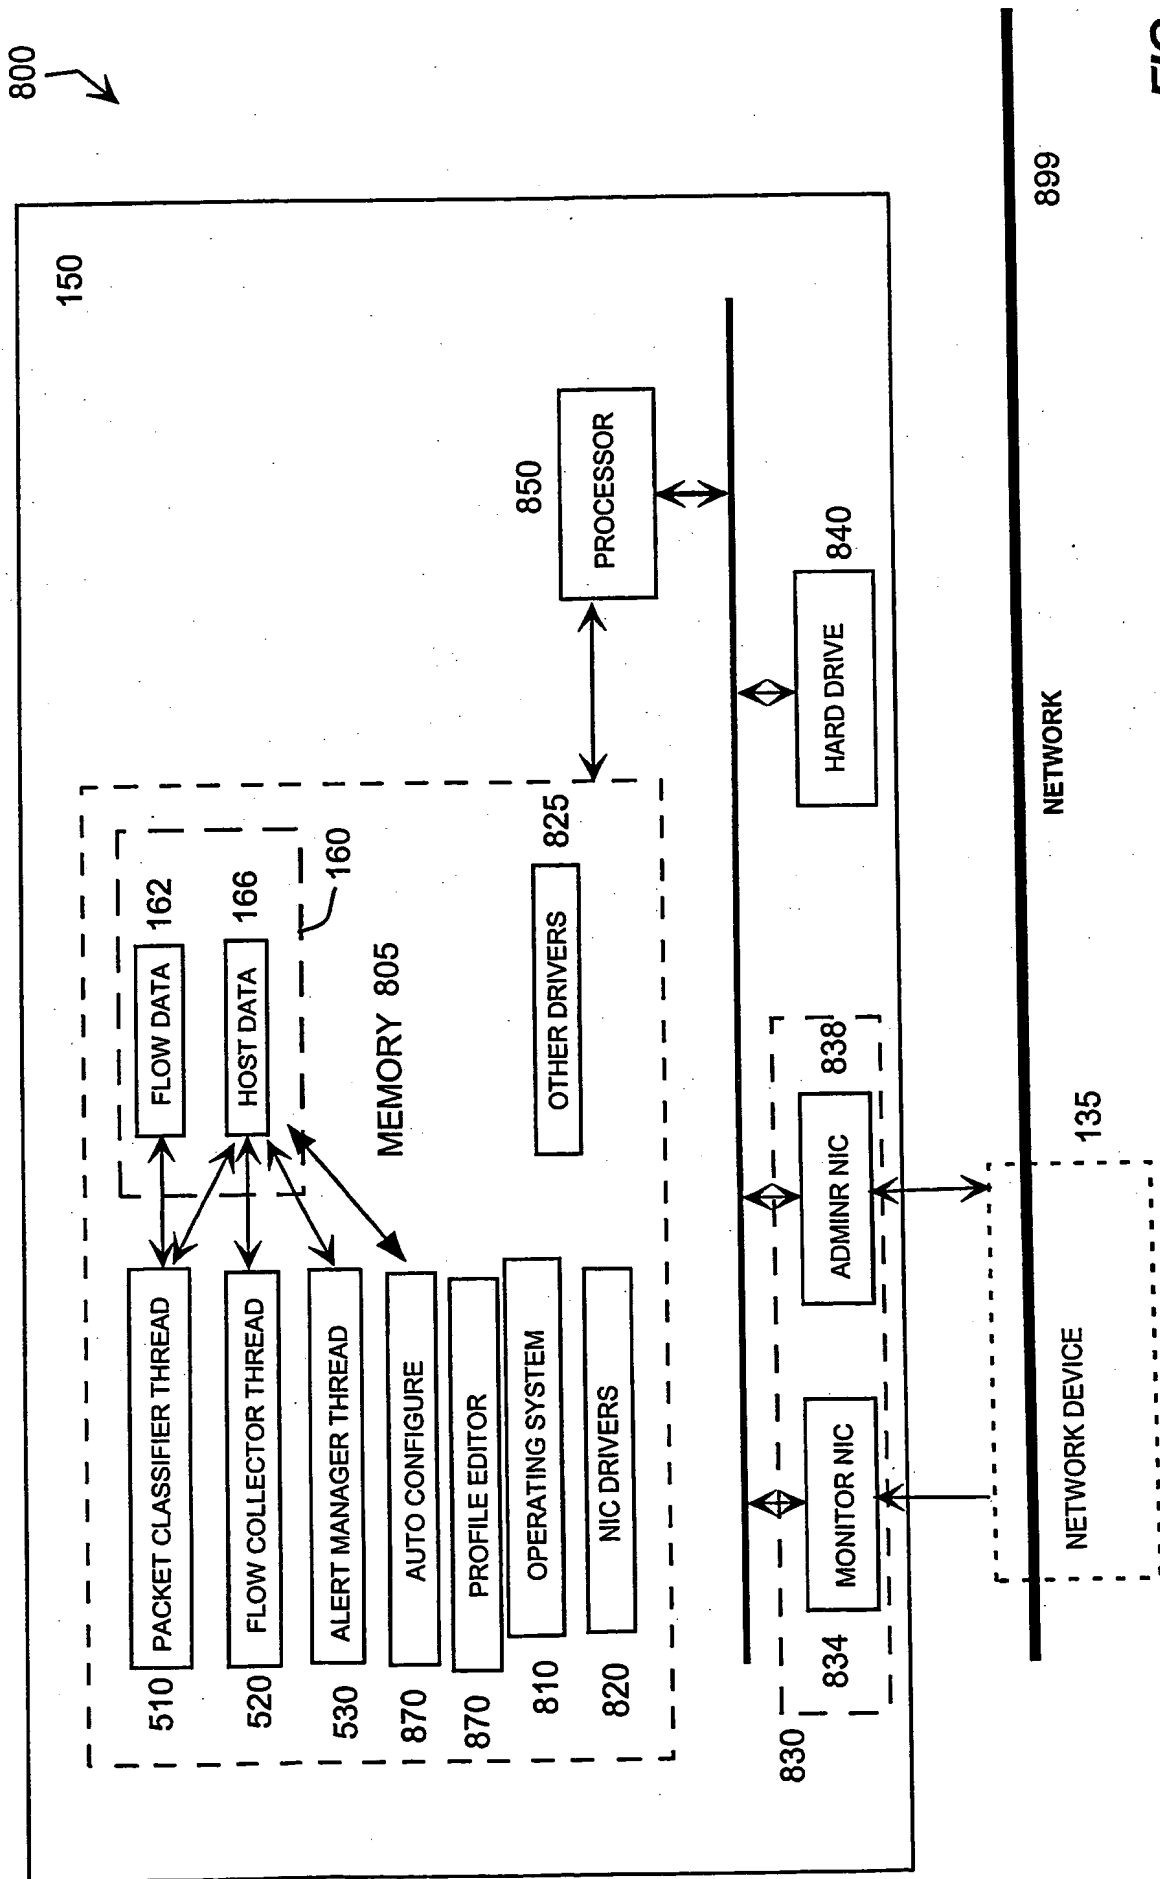 800
150
510 PACKET CLASSIFIER THREAD
FLOW DATA 162
520 FLOW COLLECTOR THREAD
HOST DATA 166
160
530 ALERT MANAGER THREAD
MEMORY 805
870 AUTO CONFIGURE
870 PROFILE EDITOR
810 OPERATING SYSTEM
OTHER DRIVERS 825
820 NIC DRIVERS
850
PROCESSOR
830
834 MONITOR NIC
ADMINR NIC 838
HARD DRIVE 840
NETWORK DEVICE 135
NETWORK
899
FIG.